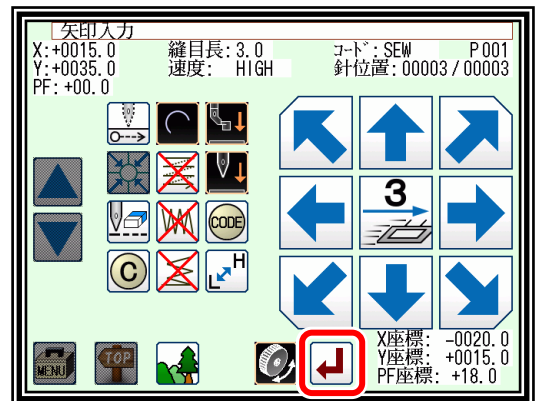 矢印入力
X:+0015.0 縫目長:3.0 コード:SEW P001
Y:+0035.0 速度: HIGH 針位置:00003/00003
PF:+00.0
3
CODE
C
L H
MENU
TOP
X座標: -0020.0
Y座標: +0015.0
PF座標: +18.0